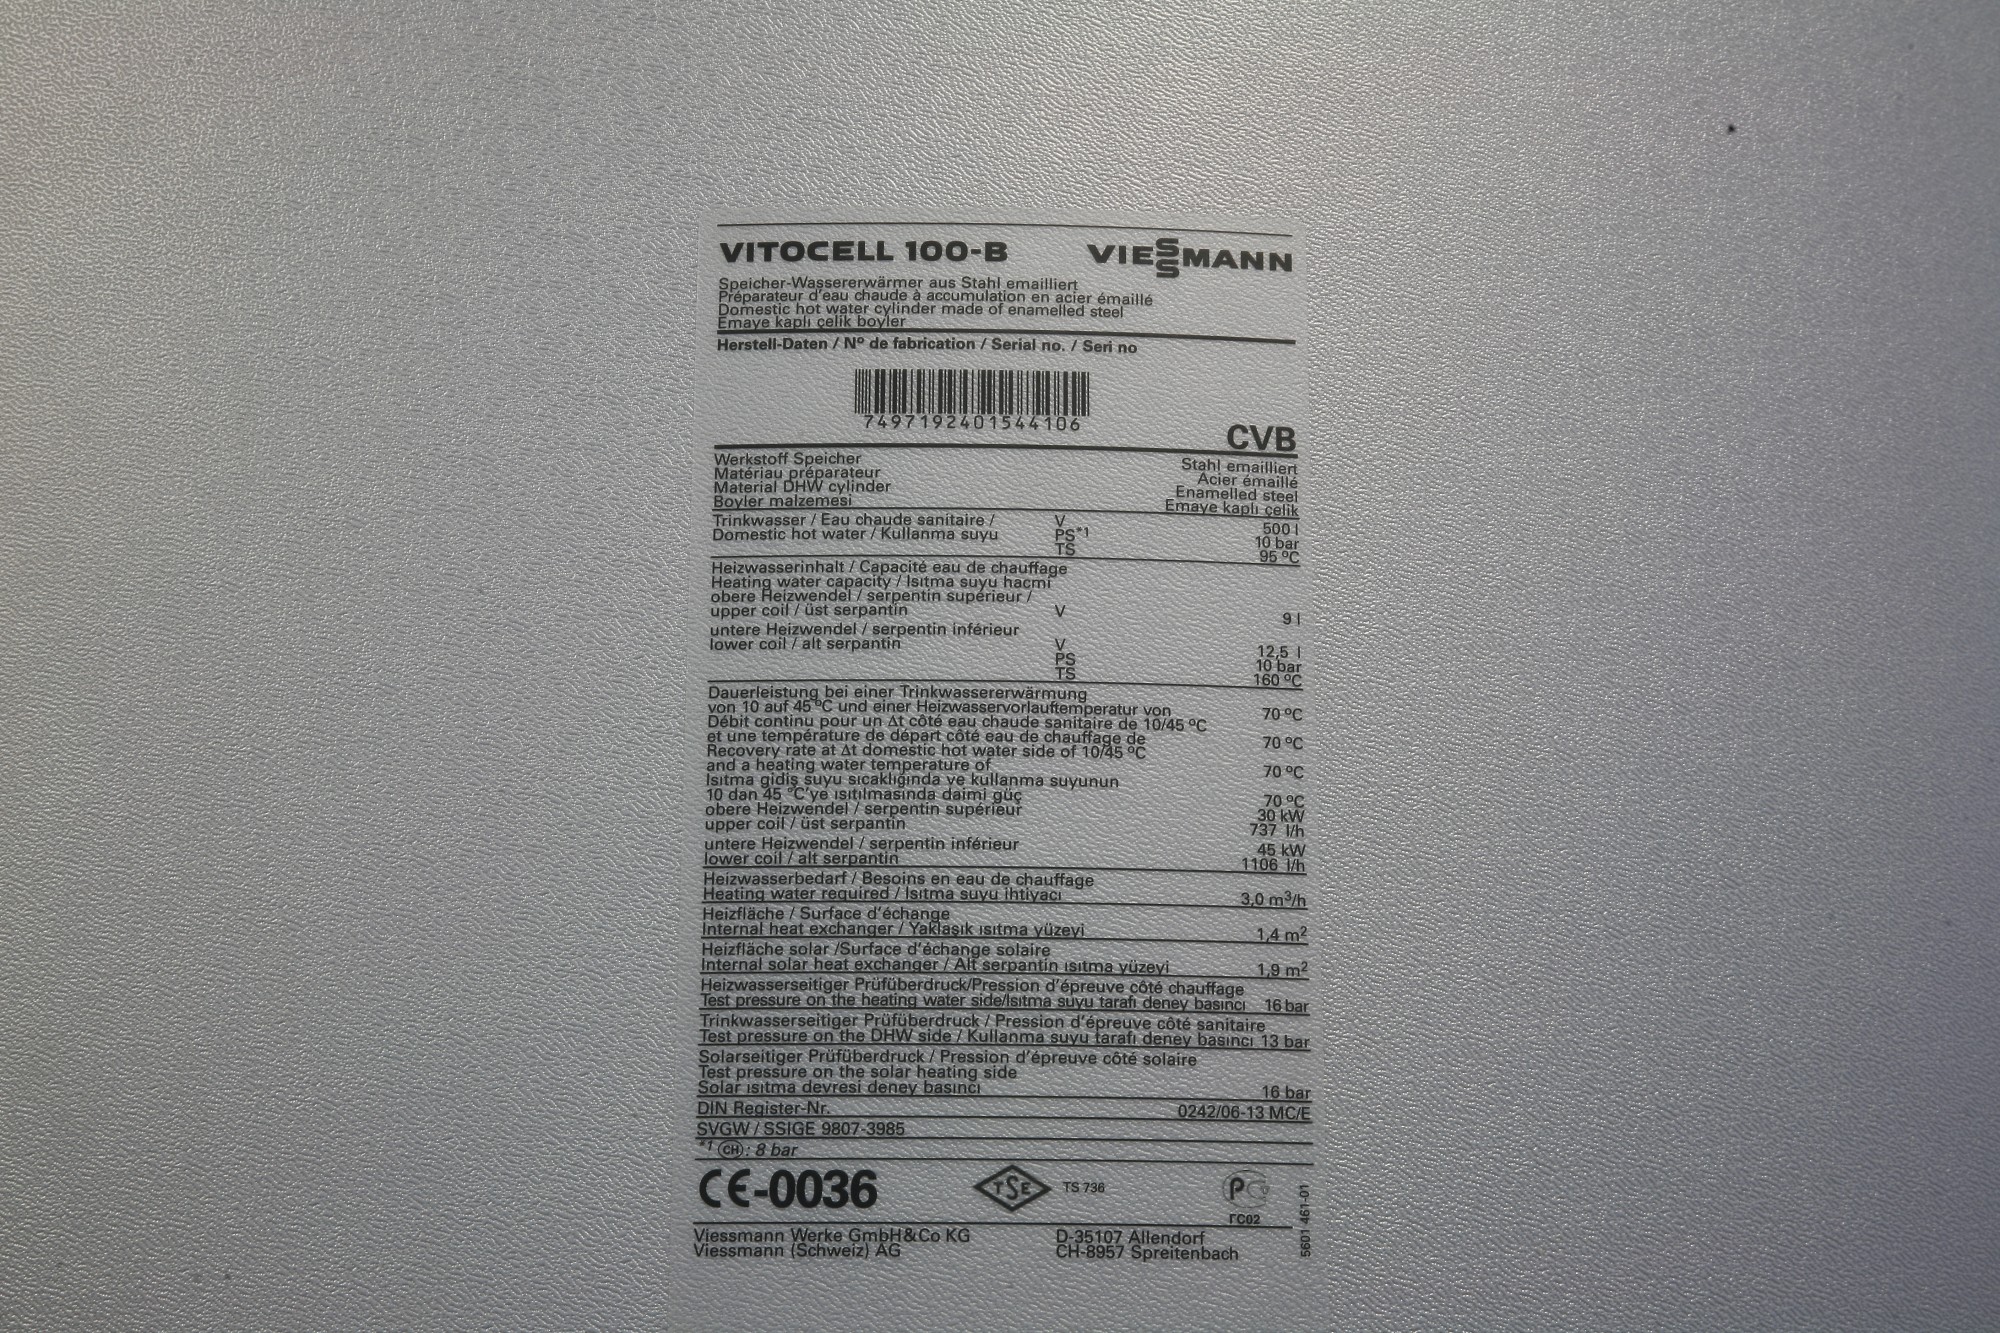 VITOCELL 100-B VIESSMANN
Speicher-Wassererwärmer aus Stahl emailliert
Préparateur d'eau chaude à accumulation en acier émaillé
Domestic hot water cylinder made of enamelled steel
Emaye kaplı çelik boyler
Herstell-Daten / Nº de fabrication / Serial no. / Seri no
7497192401544106
CVB
Werkstoff Speicher Stahl emailliert
Matériau préparateur Acier émaillé
Material DHW cylinder Enamelled steel
Boyler malzemesi Emaye kaplı çelik
Trinkwasser / Eau chaude sanitaire / V 500 l
Domestic hot water / Kullanma suyu PS*1 10 bar
TS 95 ºC
Heizwasserinhalt / Capacité eau de chauffage
Heating water capacity / Isıtma suyu hacmi
obere Heizwendel / serpentin supérieur /
upper coil / üst serpantin V 9 l
untere Heizwendel / serpentin inférieur
lower coil / alt serpantin V 12,5 l
PS 10 bar
TS 160 ºC
Dauerleistung bei einer Trinkwassererwärmung
von 10 auf 45 ºC und einer Heizwasservorlauftemperatur von 70 ºC
Débit continu pour un Δt côté eau chaude sanitaire de 10/45 ºC
et une température de départ côté eau de chauffage de 70 ºC
Recovery rate at Δt domestic hot water side of 10/45 ºC
and a heating water temperature of 70 ºC
Isıtma gidiş suyu sıcaklığında ve kullanma suyunun
10 dan 45 ºC'ye ısıtılmasında daimi güç 70 ºC
obere Heizwendel / serpentin supérieur 30 kW
upper coil / üst serpantin 737 l/h
untere Heizwendel / serpentin inférieur 45 kW
lower coil / alt serpantin 1106 l/h
Heizwasserbedarf / Besoins en eau de chauffage
Heating water required / Isıtma suyu ihtiyacı 3,0 m³/h
Heizfläche / Surface d'échange
Internal heat exchanger / Yaklaşık ısıtma yüzeyi 1,4 m²
Heizfläche solar /Surface d'échange solaire
Internal solar heat exchanger / Alt serpantin ısıtma yüzeyi 1,9 m²
Heizwasserseitiger Prüfüberdruck/Pression d'épreuve côté chauffage
Test pressure on the heating water side/Isıtma suyu tarafı deney basıncı 16 bar
Trinkwasserseitiger Prüfüberdruck / Pression d'épreuve côté sanitaire
Test pressure on the DHW side / Kullanma suyu tarafı deney basıncı 13 bar
Solarseitiger Prüfüberdruck / Pression d'épreuve côté solaire
Test pressure on the solar heating side
Solar ısıtma devresi deney basıncı 16 bar
DIN Register-Nr. 0242/06-13 MC/E
SVGW / SSIGE 9807-3985
*1 CH: 8 bar
CE-0036 TSE TS 736 PC
ГС02
Viessmann Werke GmbH&Co KG D-35107 Allendorf
Viessmann (Schweiz) AG CH-8957 Spreitenbach
5601 461-01